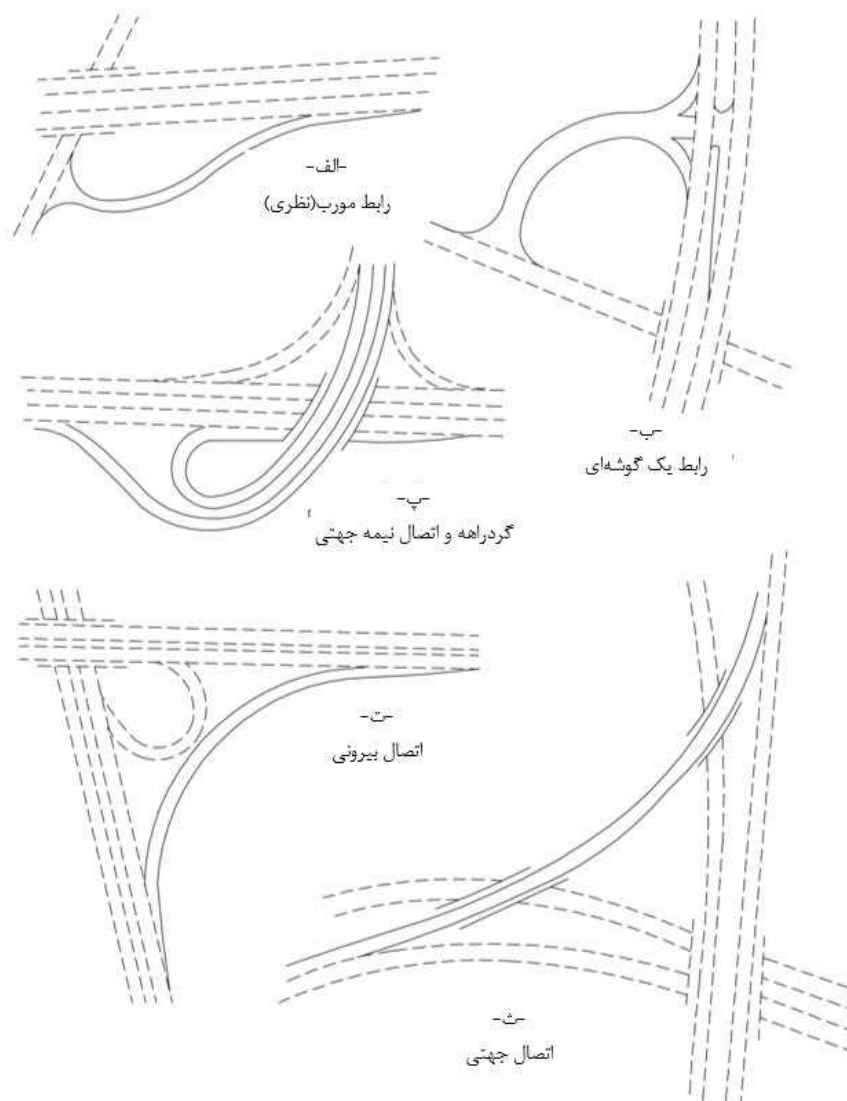 -الف-
رابط مورب(نظری)
-ب-
رابط یک گوشه‌ای
-پ-
گردراهه و اتصال نیمه جهتی
-ت-
اتصال بیرونی
-ث-
اتصال جهتی